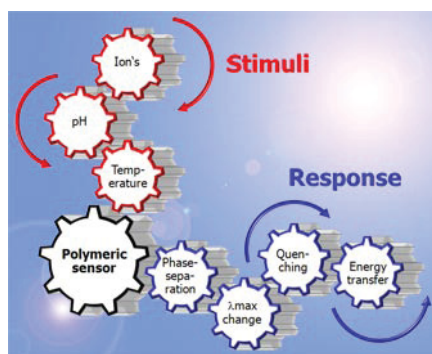 Ion's
Stimuli
pH
Temp-
erature
Response
Polymeric
sensor
Phase-
sepa-
ration
λmax
change
Quen-
ching
Energy
transfer